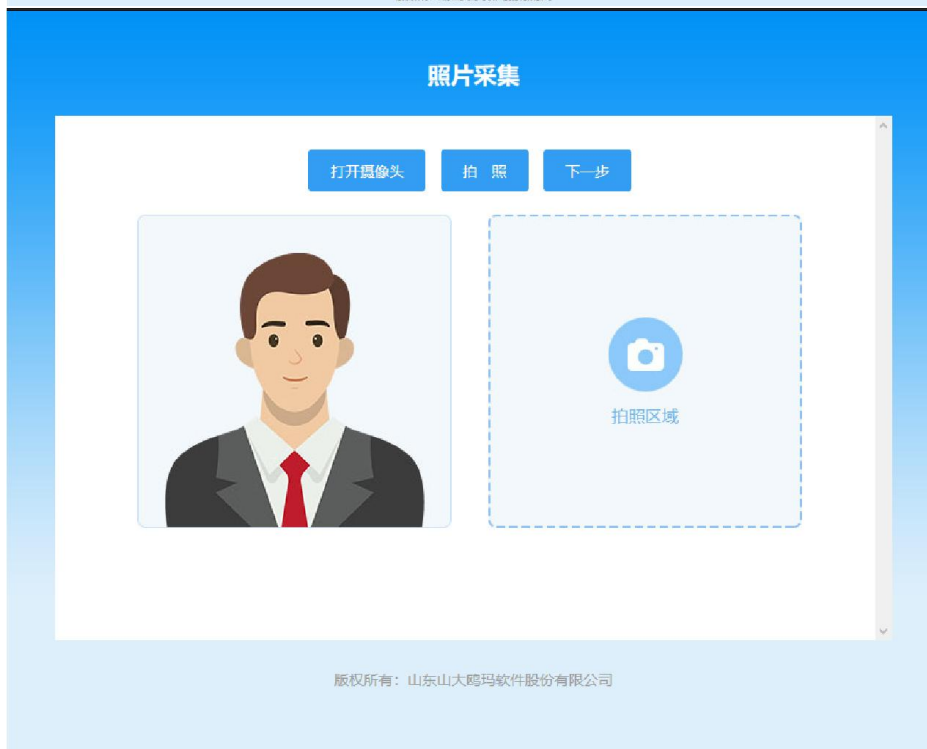 照片采集
打开摄像头
拍 照
下一步
拍照区域
版权所有：山东山大鸥玛软件股份有限公司